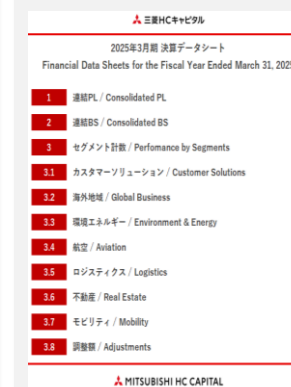 三菱HCキャピタル
2025年3月期 決算データシート
Financial Data Sheets for the Fiscal Year Ended March 31, 202
1 連結PL / Consolidated PL
2 連結BS / Consolidated BS
3 セグメント計数 / Perfomance by Segments
3.1 カスタマーソリューション / Customer Solutions
3.2 海外地域 / Global Business
3.3 環境エネルギー / Environment & Energy
3.4 航空 / Aviation
3.5 ロジスティクス / Logistics
3.6 不動産 / Real Estate
3.7 モビリティ / Mobility
3.8 調整額 / Adjustments
MITSUBISHI HC CAPITAL